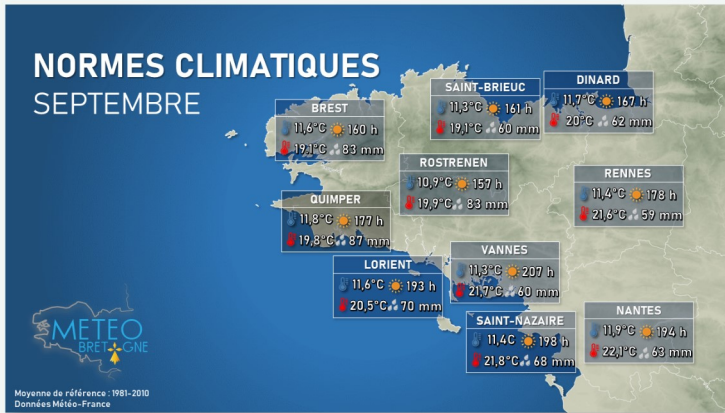 NORMES CLIMATIQUES
SEPTEMBRE
BREST
11,6°C 160 h
19,1°C 83 mm
SAINT-BRIEUC
11,3°C 161 h
19,1°C 60 mm
DINARD
11,7°C 167 h
20°C 62 mm
ROSTRENEN
10,9°C 157 h
19,9°C 83 mm
RENNES
11,4°C 178 h
21,6°C 59 mm
QUIMPER
11,8°C 177 h
19,8°C 87 mm
LORIENT
11,6°C 193 h
20,5°C 70 mm
VANNES
11,3°C 207 h
21,7°C 60 mm
SAINT-NAZAIRE
11,4C 198 h
21,8°C 68 mm
NANTES
11,9°C 194 h
22,1°C 63 mm
METEO
BRETAGNE
Moyenne de référence : 1981-2010
Données Météo-France